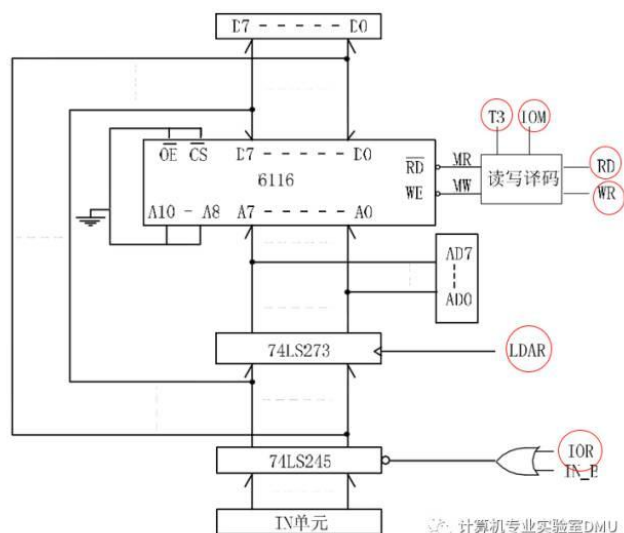 D7 - - - - - D0
T3 IOM
OE CS D7 - - - - - D0 RD MR 读写译码 RD
6116 WE MW WR
A10 - A8 A7 - - - - - A0
AD7
AD0
74LS273 LDAR
74LS245 IOR
IN_B
IN单元
计算机专业实验室DMU